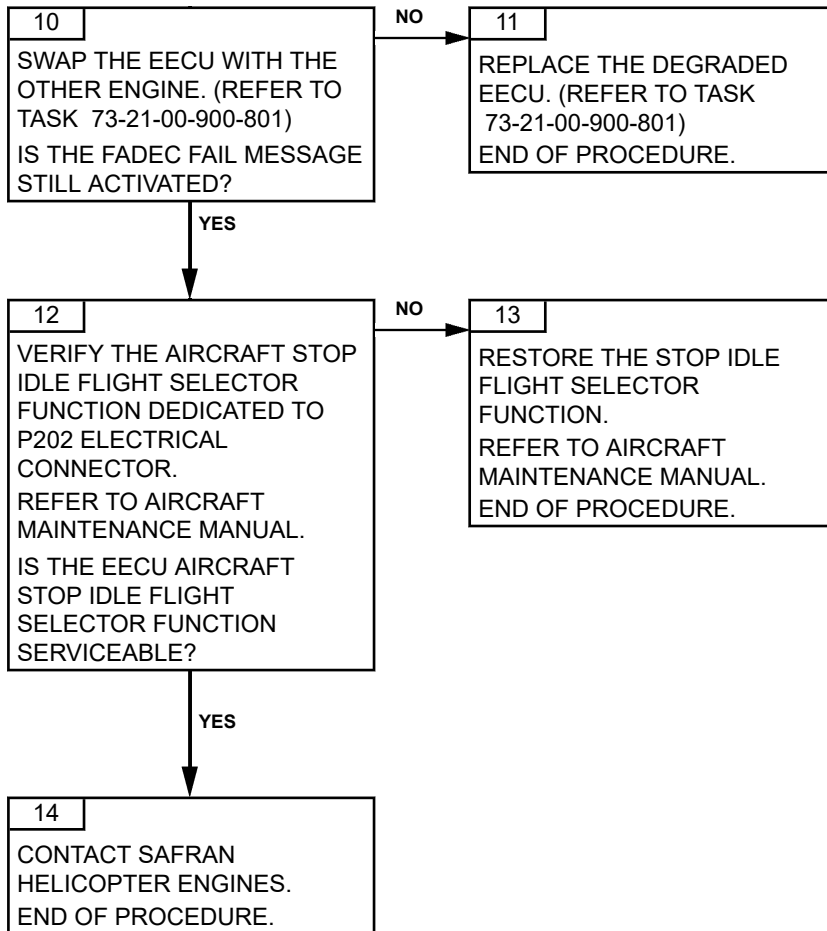 10
SWAP THE EECU WITH THE
OTHER ENGINE. (REFER TO
TASK 73-21-00-900-801)
IS THE FADEC FAIL MESSAGE
STILL ACTIVATED?
NO
11
REPLACE THE DEGRADED
EECU. (REFER TO TASK
73-21-00-900-801)
END OF PROCEDURE.
YES
12
VERIFY THE AIRCRAFT STOP
IDLE FLIGHT SELECTOR
FUNCTION DEDICATED TO
P202 ELECTRICAL
CONNECTOR.
REFER TO AIRCRAFT
MAINTENANCE MANUAL.
IS THE EECU AIRCRAFT
STOP IDLE FLIGHT
SELECTOR FUNCTION
SERVICEABLE?
NO
13
RESTORE THE STOP IDLE
FLIGHT SELECTOR
FUNCTION.
REFER TO AIRCRAFT
MAINTENANCE MANUAL.
END OF PROCEDURE.
YES
14
CONTACT SAFRAN
HELICOPTER ENGINES.
END OF PROCEDURE.